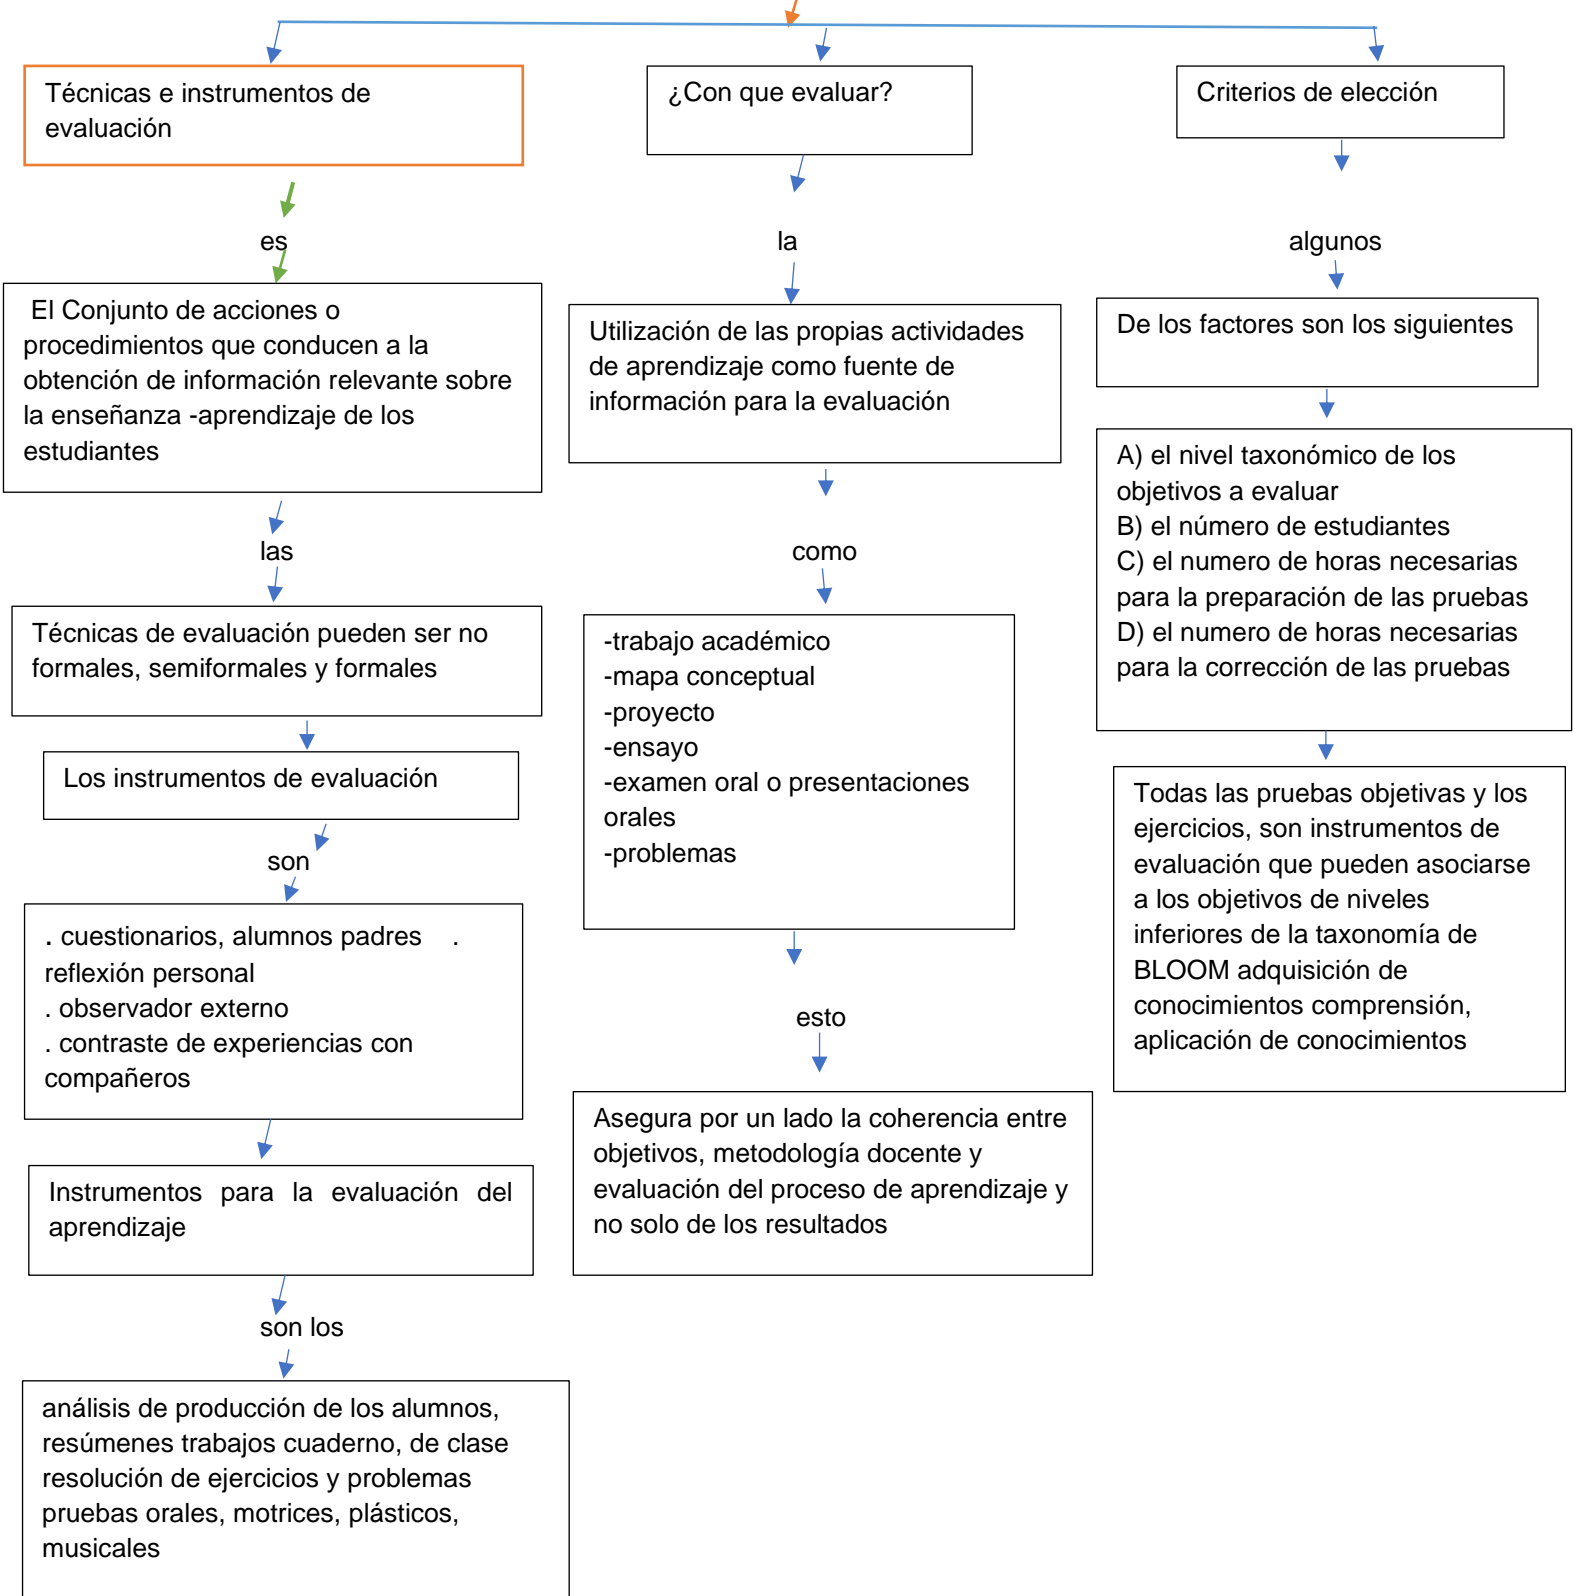 Técnicas e instrumentos de
evaluación
es
El Conjunto de acciones o
procedimientos que conducen a la
obtención de información relevante sobre
la enseñanza -aprendizaje de los
estudiantes
las
Técnicas de evaluación pueden ser no
formales, semiformales y formales
Los instrumentos de evaluación
son
. cuestionarios, alumnos padres .
reflexión personal
. observador externo
. contraste de experiencias con
compañeros
Instrumentos para la evaluación del
aprendizaje
son los
análisis de producción de los alumnos,
resúmenes trabajos cuaderno, de clase
resolución de ejercicios y problemas
pruebas orales, motrices, plásticos,
musicales
¿Con que evaluar?
la
Utilización de las propias actividades
de aprendizaje como fuente de
información para la evaluación
como
-trabajo académico
-mapa conceptual
-proyecto
-ensayo
-examen oral o presentaciones
orales
-problemas
esto
Asegura por un lado la coherencia entre
objetivos, metodología docente y
evaluación del proceso de aprendizaje y
no solo de los resultados
Criterios de elección
algunos
De los factores son los siguientes
A) el nivel taxonómico de los
objetivos a evaluar
B) el número de estudiantes
C) el numero de horas necesarias
para la preparación de las pruebas
D) el numero de horas necesarias
para la corrección de las pruebas
Todas las pruebas objetivas y los
ejercicios, son instrumentos de
evaluación que pueden asociarse
a los objetivos de niveles
inferiores de la taxonomía de
BLOOM adquisición de
conocimientos comprensión,
aplicación de conocimientos